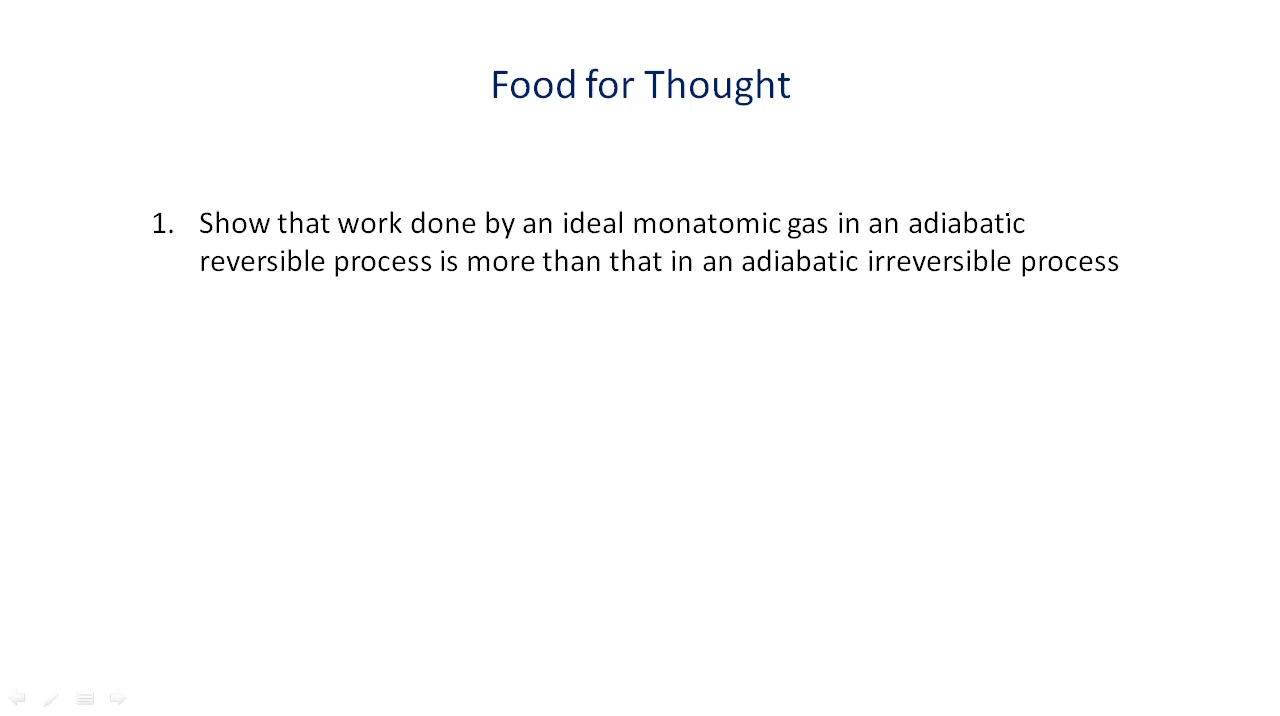 Food for Thought
1. Show that work done by an ideal monatomic gas in an adiabatic
reversible process is more than that in an adiabatic irreversible process